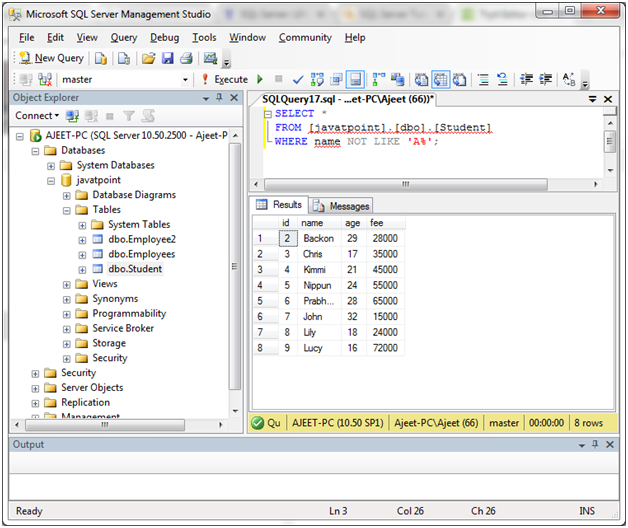 Microsoft SQL Server Management Studio
File Edit View Query Debug Tools Window Community Help
New Query
master Execute
Object Explorer
Connect
AJEET-PC (SQL Server 10.50.2500 - Ajeet-P
Databases
System Databases
javatpoint
Database Diagrams
Tables
System Tables
dbo.Employee2
dbo.Employees
dbo.Student
Views
Synonyms
Programmability
Service Broker
Storage
Security
Security
Server Objects
Replication
Management
SQLQuery17.sql - ...et-PC\Ajeet (66))*
SELECT *
FROM [javatpoint].[dbo].[Student]
WHERE name NOT LIKE 'A%';
Results Messages
id name age fee
1 2 Backon 29 28000
2 3 Chris 17 35000
3 4 Kimmi 21 45000
4 5 Nippun 24 55000
5 6 Prabh... 28 65000
6 7 John 32 15000
7 8 Lily 18 24000
8 9 Lucy 16 72000
Qu AJEET-PC (10.50 SP1) Ajeet-PC\Ajeet (66) master 00:00:00 8 rows
Output
Ready Ln 3 Col 26 Ch 26 INS